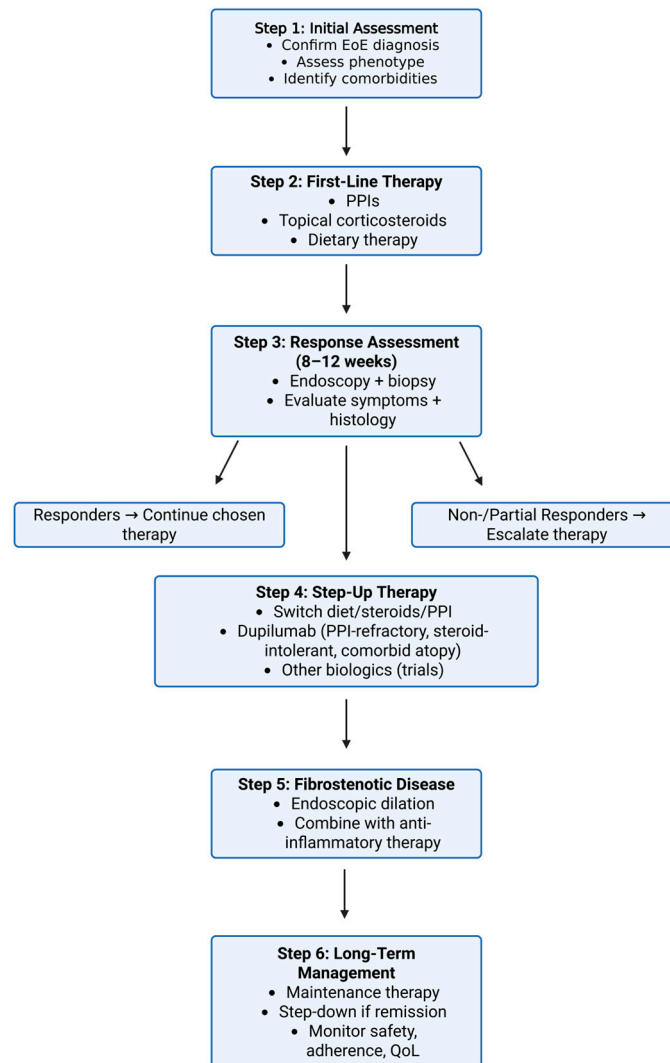 Step 1: Initial Assessment
• Confirm EoE diagnosis
• Assess phenotype
• Identify comorbidities
Step 2: First-Line Therapy
• PPIs
• Topical corticosteroids
• Dietary therapy
Step 3: Response Assessment
(8–12 weeks)
• Endoscopy + biopsy
• Evaluate symptoms +
histology
Responders → Continue chosen
therapy
Non-/Partial Responders →
Escalate therapy
Step 4: Step-Up Therapy
• Switch diet/steroids/PPI
• Dupilumab (PPI-refractory, steroid-
intolerant, comorbid atopy)
• Other biologics (trials)
Step 5: Fibrostenotic Disease
• Endoscopic dilation
• Combine with anti-
inflammatory therapy
Step 6: Long-Term
Management
• Maintenance therapy
• Step-down if remission
• Monitor safety,
adherence, QoL